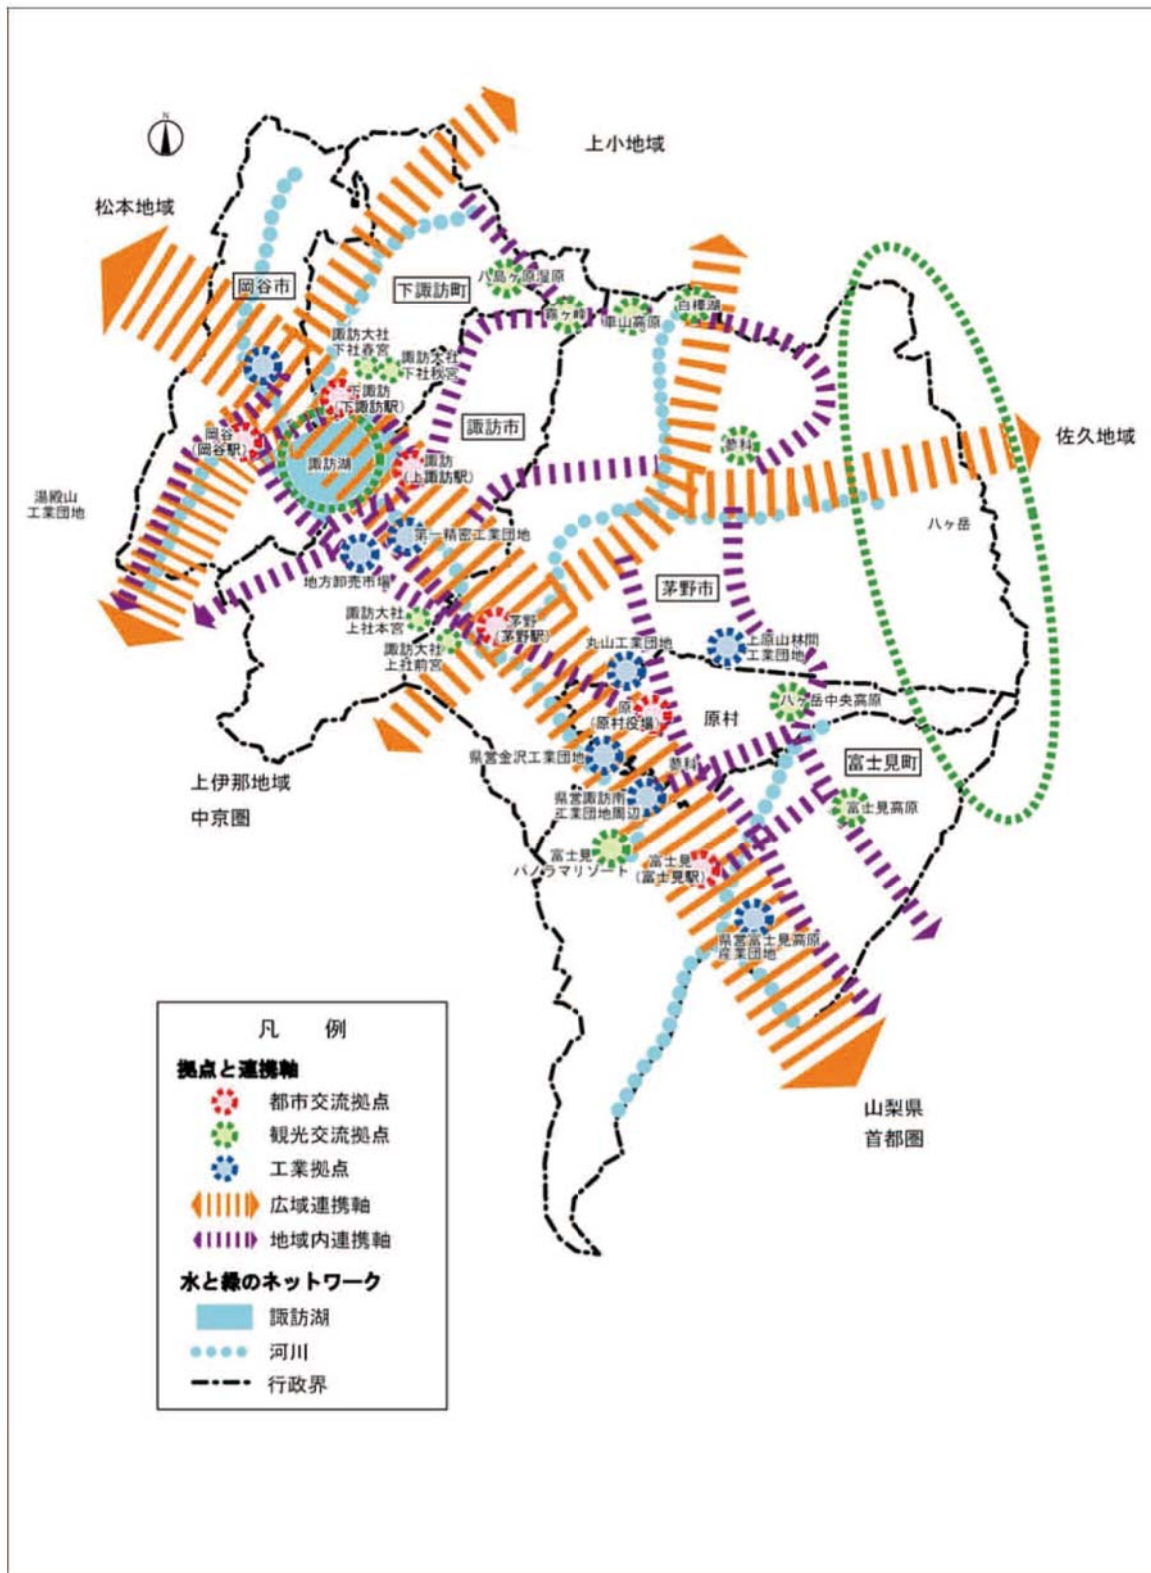 N
上小地域
松本地域
岡谷市
下諏訪町
八島ヶ原湿原
霧ヶ峰
車山高原
白樺湖
諏訪大社
下社春宮
諏訪大社
下社秋宮
下諏訪
(下諏訪駅)
諏訪市
岡谷
(岡谷駅)
諏訪湖
諏訪
(上諏訪駅)
蓼科
佐久地域
湯殿山
工業団地
八ヶ岳
第一精密工業団地
地方卸売市場
茅野市
諏訪大社
上社本宮
茅野
(茅野駅)
諏訪大社
上社前宮
丸山工業団地
上原山林間
工業団地
原
(原村役場)
原村
八ヶ岳中央高原
県営金沢工業団地
蓼科
富士見町
上伊那地域
中京圏
県営諏訪南
工業団地周辺
富士見高原
富士見
パノラマリゾート
富士見
(富士見駅)
県営富士見高原
産業団地
山梨県
首都圏
凡 例
拠点と連携軸
都市交流拠点
観光交流拠点
工業拠点
広域連携軸
地域内連携軸
水と緑のネットワーク
諏訪湖
河川
行政界